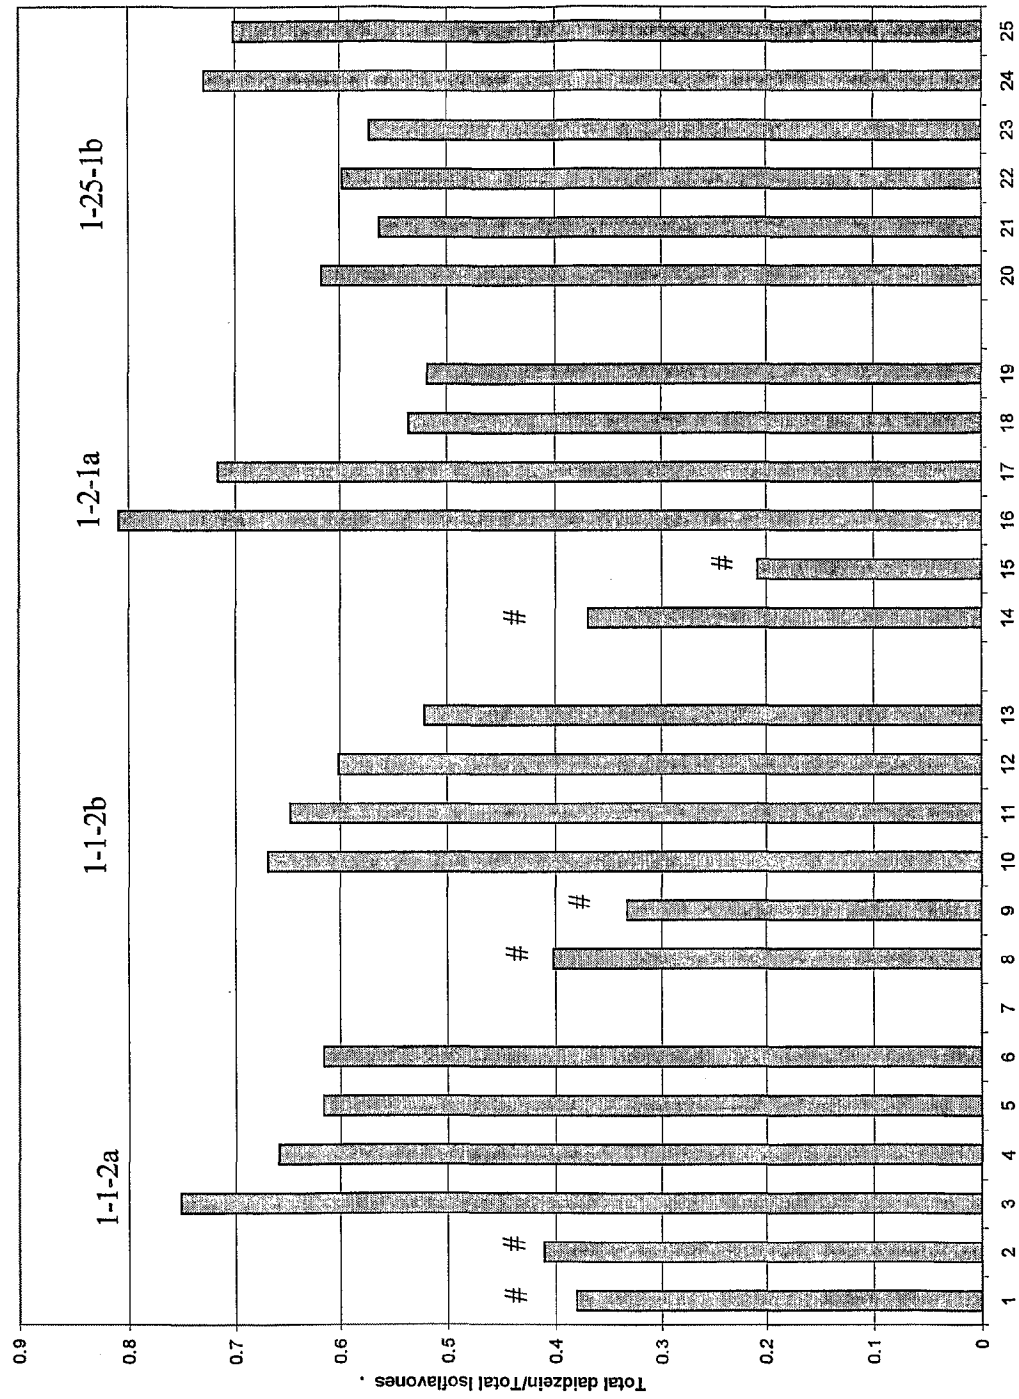 1-1-2a
1-1-2b
1-2-1a
1-25-1b
Total daidzein/Total Isoflavones .
0.9
0.8
0.7
0.6
0.5
0.4
0.3
0.2
0.1
0
#
#
#
#
#
#
1 2 3 4 5 6 7 8 9 10 11 12 13 14 15 16 17 18 19 20 21 22 23 24 25